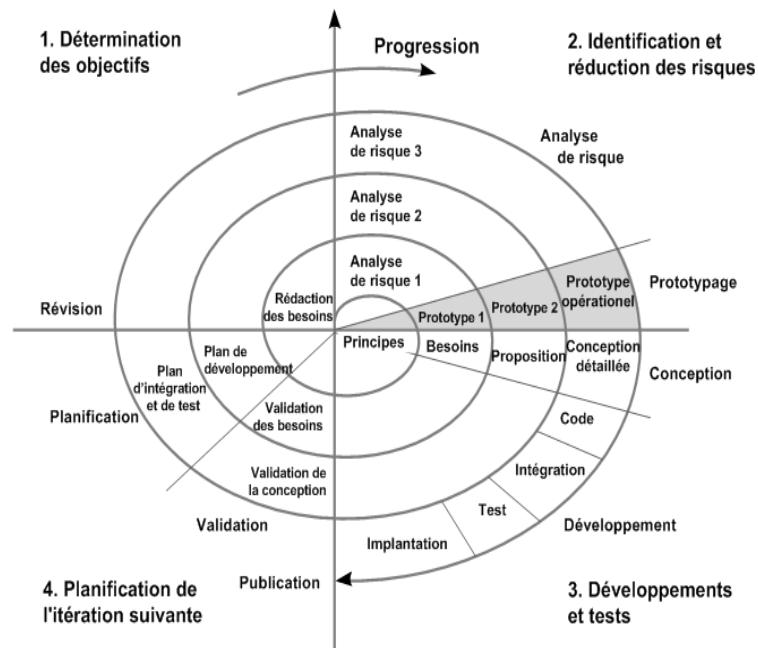 1. Détermination
des objectifs
Progression
2. Identification et
réduction des risques
Analyse
de risque 3
Analyse
de risque
Analyse
de risque 2
Analyse
de risque 1
Prototypage
Prototype
opérationel
Prototype 2
Prototype 1
Rédaction
des besoins
Révision
Principes
Besoins
Proposition
Conception
détaillée
Conception
Plan de
développement
Plan
d'intégration
et de test
Planification
Validation
des besoins
Code
Intégration
Validation de
la conception
Test
Développement
Validation
Implantation
Publication
4. Planification de
l'itération suivante
3. Développements
et tests